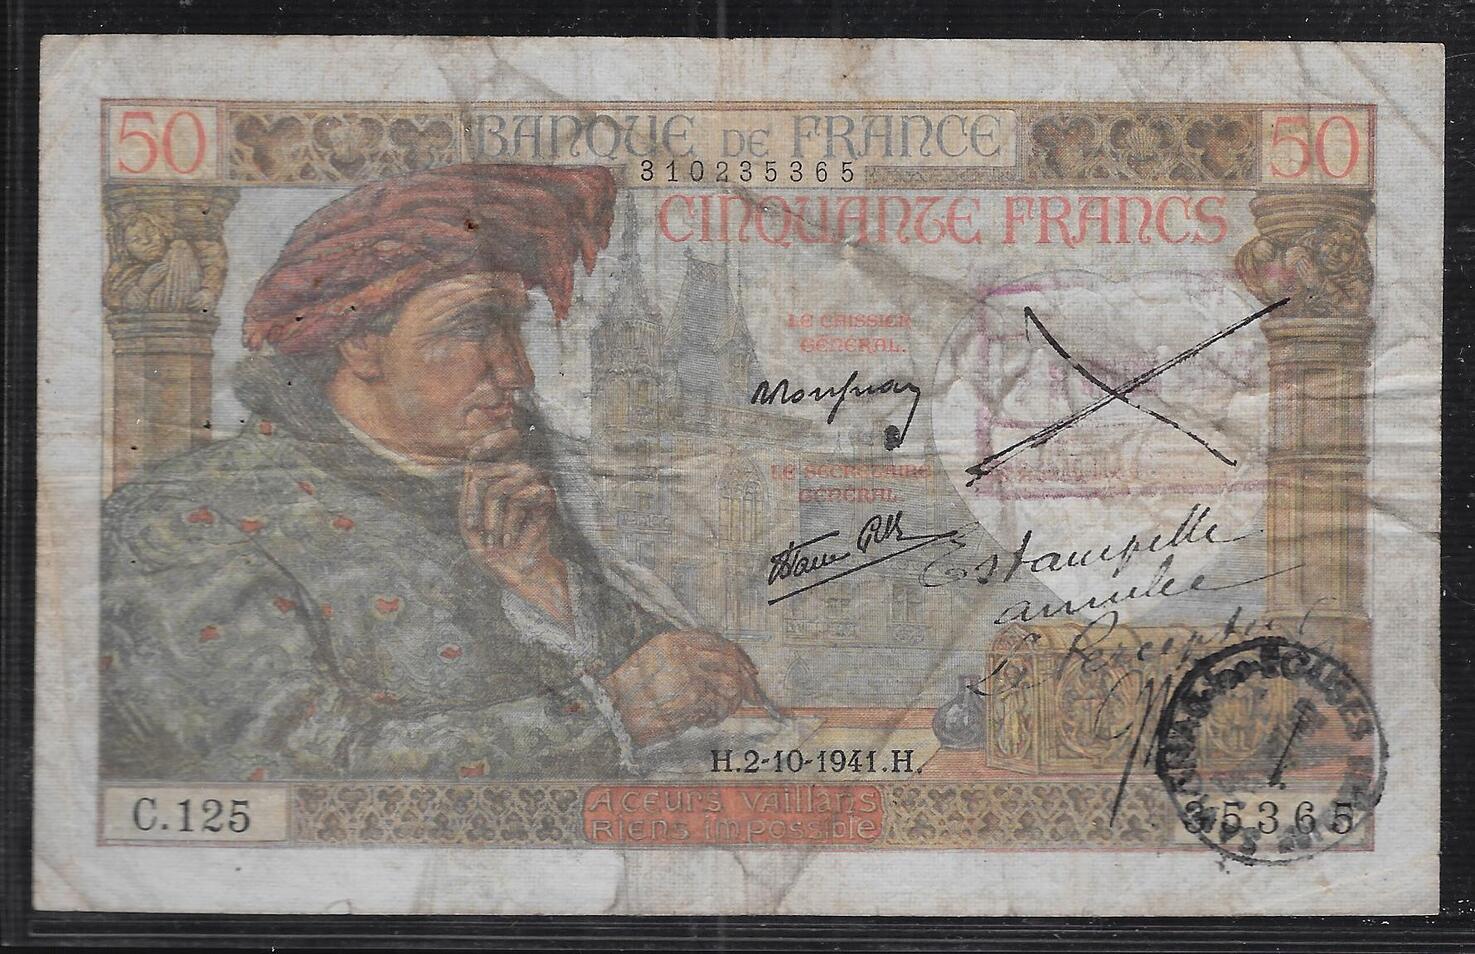 50 BANQUE DE FRANCE 50
310235365
CINQUANTE FRANCS
LE CAISSIER
GÉNÉRAL.
LE SECRÉTAIRE
GÉNÉRAL
Estampille
annulée
Le Percepteur
H.2-10-1941.H.
C.125
A CŒURS VAILLANS
RIENS IMPOSSIBLE
35365